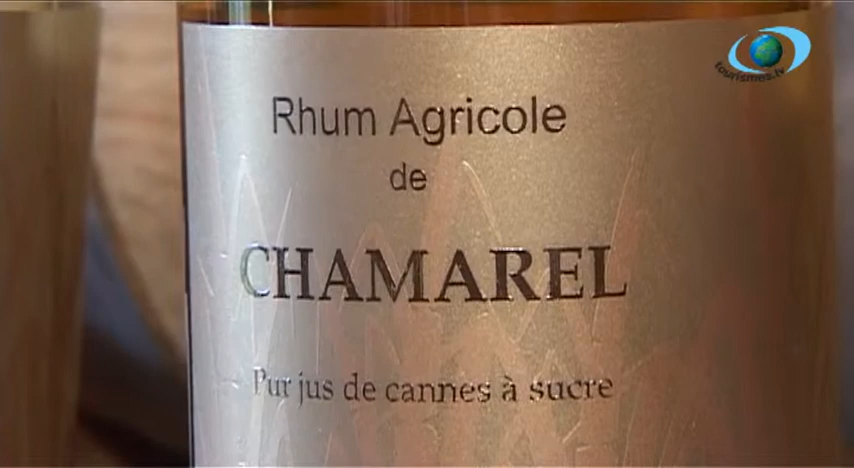 tourismes.tv
Rhum Agricole
de
CHAMAREL
Pur jus de cannes à sucre